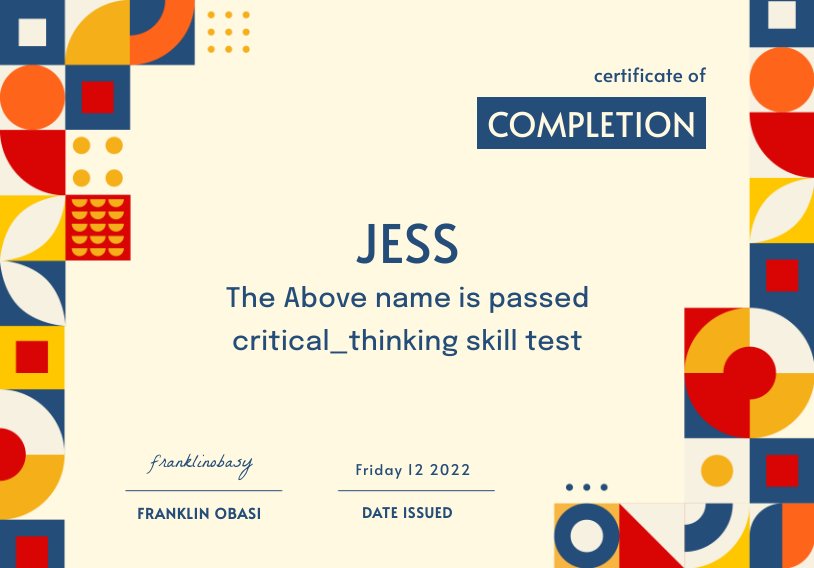 certificate of
COMPLETION
JESS
The Above name is passed
critical_thinking skill test
franklinobasy
FRANKLIN OBASI
Friday 12 2022
DATE ISSUED